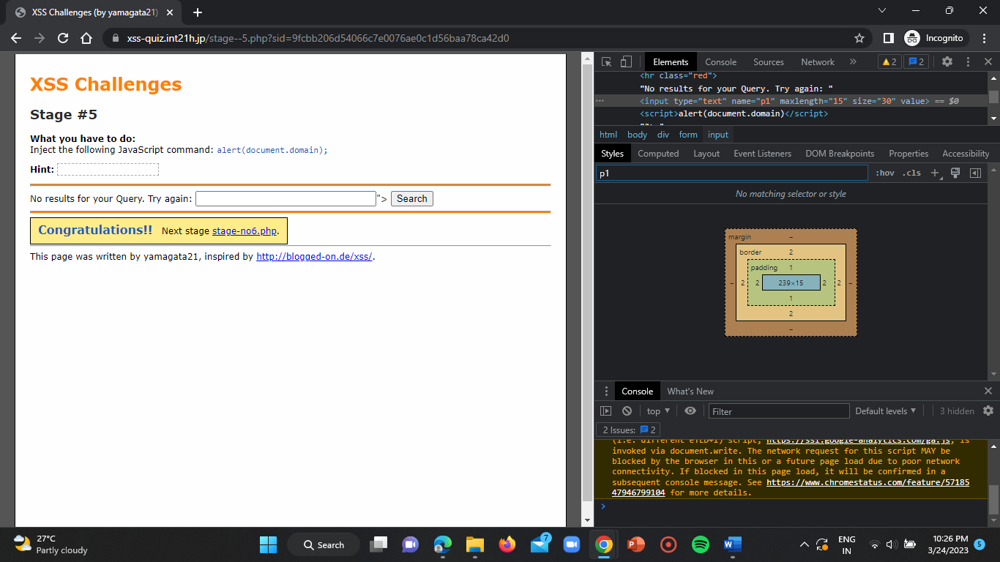 XSS Challenges (by yamagata21)
xss-quiz.int21h.jp/stage--5.php?sid=9fcbb206d54066c7e0076ae0c1d56baa78ca42d0
Incognito
XSS Challenges
Stage #5
What you have to do:
Inject the following JavaScript command: alert(document.domain);
Hint:
No results for your Query. Try again: "> Search
Congratulations!! Next stage stage-no6.php.
This page was written by yamagata21, inspired by http://blogged-on.de/xss/.
Elements Console Sources Network » 2 2
<hr class="red">
"No results for your Query. Try again: "
··· <input type="text" name="p1" maxlength="15" size="30" value> == $0
<script>alert(document.domain)</script>
html body div form input
Styles Computed Layout Event Listeners DOM Breakpoints Properties Accessibility
p1 :hov .cls +
No matching selector or style
margin –
border 2
padding 1
– 2 2 239×15 2 2 –
1
2
–
Console What's New
top ▼ Filter Default levels ▼ 3 hidden
2 Issues: 2
(i.e. different eTLD+1) script, https://ssl.google-analytics.com/ga.js, is
invoked via document.write. The network request for this script MAY be
blocked by the browser in this or a future page load due to poor network
connectivity. If blocked in this page load, it will be confirmed in a
subsequent console message. See https://www.chromestatus.com/feature/57185
47946799104 for more details.
>
27°C
Partly cloudy
Search
7
ENG
IN
10:26 PM
3/24/2023
5